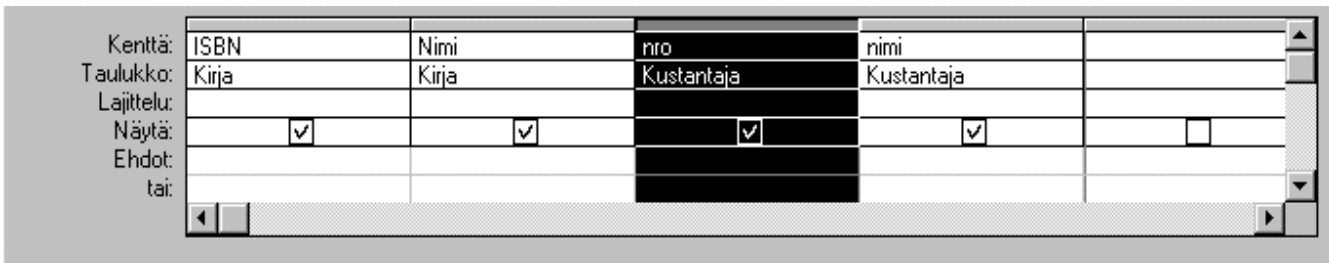 Kenttä: ISBN Nimi nro nimi
Taulukko: Kirja Kirja Kustantaja Kustantaja
Lajittelu:
Näytä:
Ehdot:
tai: